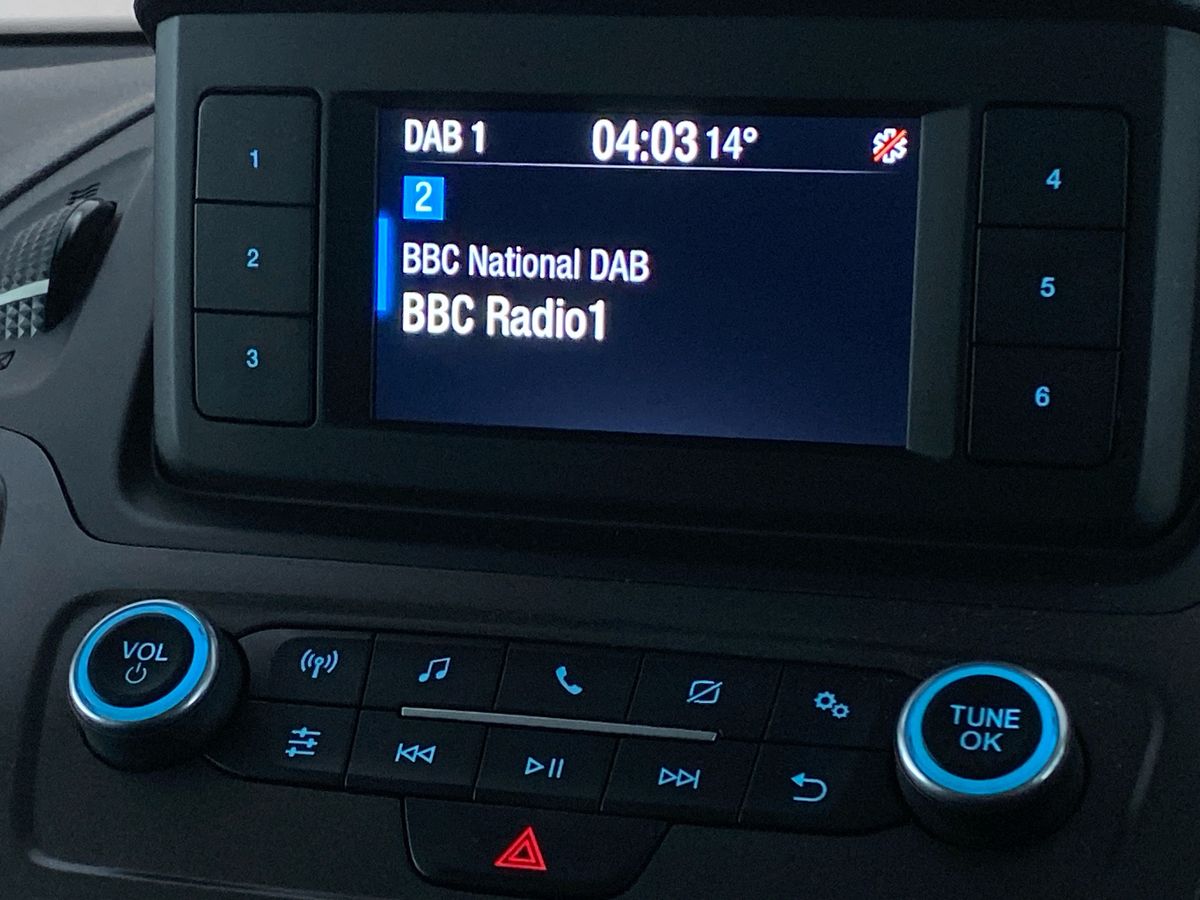 DAB 1 04:03 14°
2
BBC National DAB
BBC Radio1
1
2
3
4
5
6
VOL
TUNE
OK